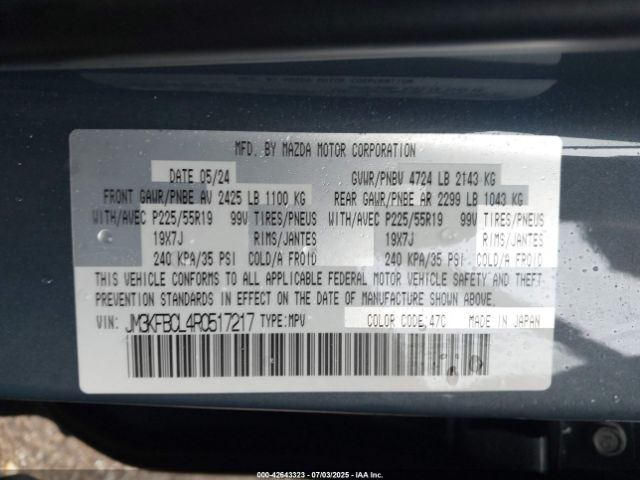 MFD. BY MAZDA MOTOR CORPORATION
DATE 05/24 GVWR/PNBV 4724 LB 2143 KG
FRONT GAWR/PNBE AV 2425 LB 1100 KG REAR GAWR/PNBE AR 2299 LB 1043 KG
WITH/AVEC P225/55R19 99V TIRES/PNEUS WITH/AVEC P225/55R19 99V TIRES/PNEUS
19X7J RIMS/JANTES 19X7J RIMS/JANTES
240 KPA/35 PSI COLD/A FROID 240 KPA/35 PSI COLD/A FROID
THIS VEHICLE CONFORMS TO ALL APPLICABLE FEDERAL MOTOR VEHICLE SAFETY AND THEFT
PREVENTION STANDARDS IN EFFECT ON THE DATE OF MANUFACTURE SHOWN ABOVE.
VIN: JM3KFBCL4R0517217 TYPE:MPV COLOR CODE:47C MADE IN JAPAN
000-42643323 - 07/03/2025 - IAAI.COM